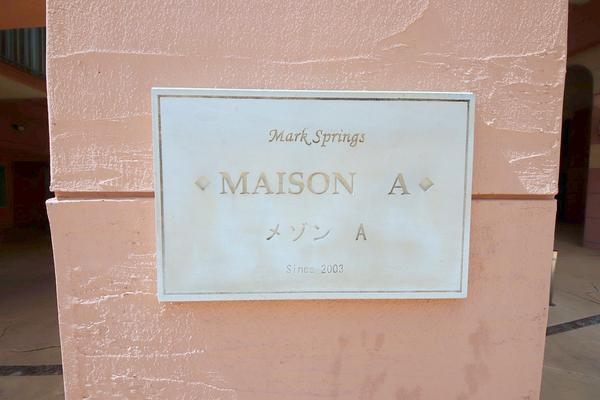 Mark Springs
MAISON A
メゾン A
Since 2003